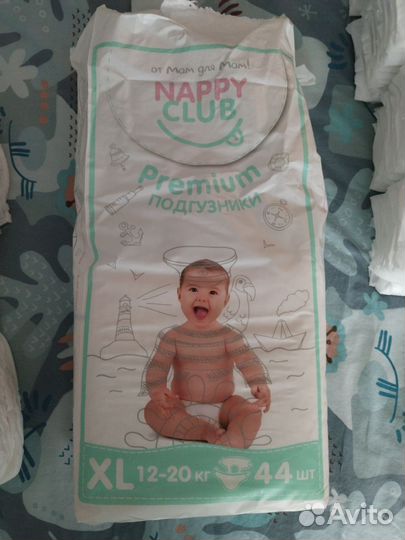 от мам для мам!
NAPPY
CLUB
Premium
ПОДГУЗНИКИ
XL 12-20 КГ 44 ШТ
Avito